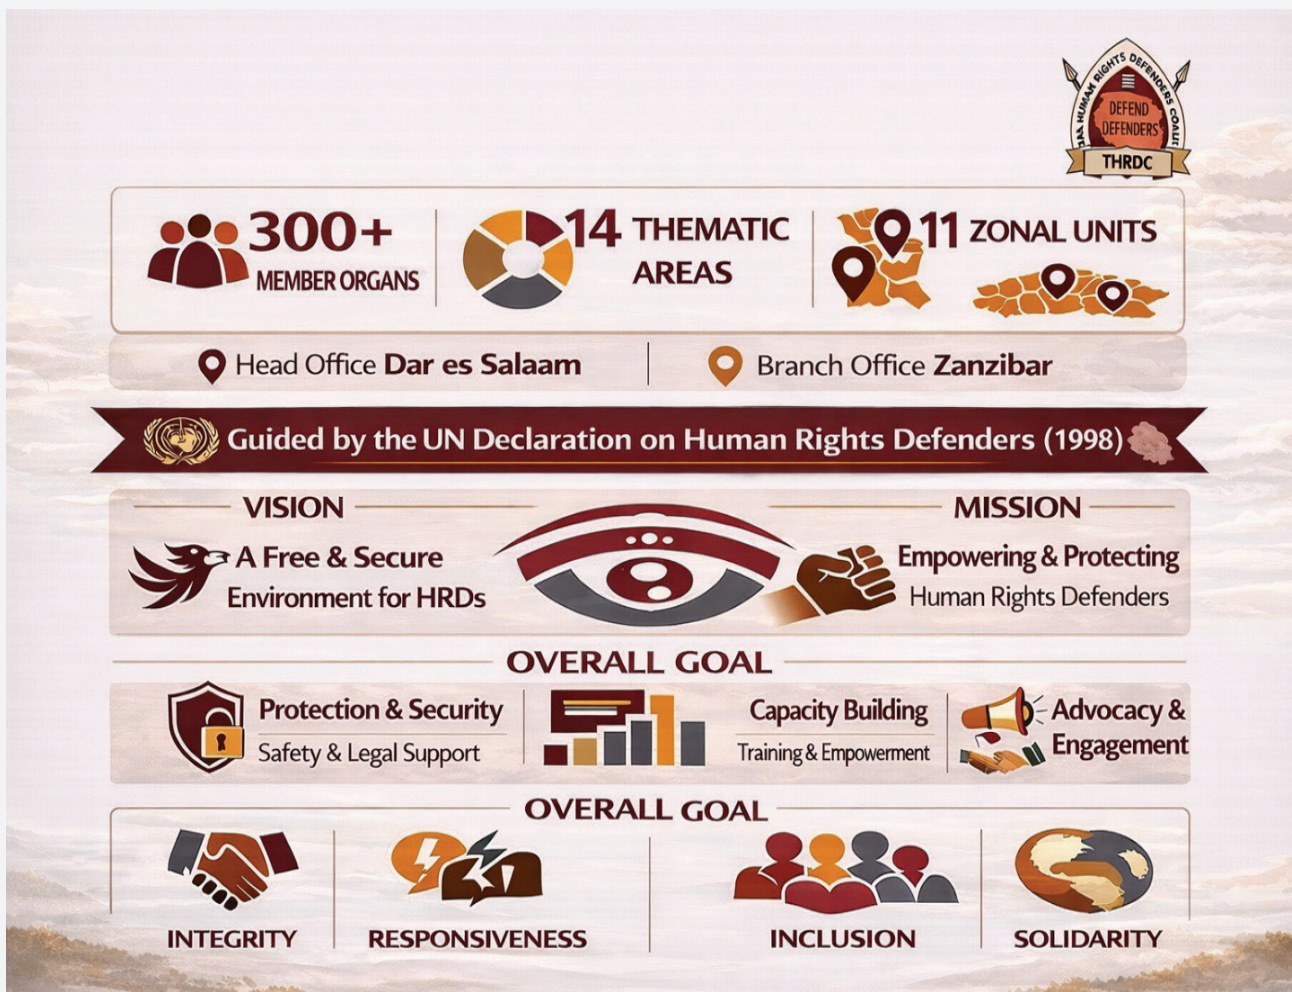 HUMAN RIGHTS DEFENDERS
DEFEND
DEFENDERS
THRDC
300+
MEMBER ORGANS
14 THEMATIC
AREAS
11 ZONAL UNITS
Head Office Dar es Salaam
Branch Office Zanzibar
Guided by the UN Declaration on Human Rights Defenders (1998)
VISION
A Free & Secure
Environment for HRDs
MISSION
Empowering & Protecting
Human Rights Defenders
OVERALL GOAL
Protection & Security
Safety & Legal Support
Capacity Building
Training & Empowerment
Advocacy &
Engagement
OVERALL GOAL
INTEGRITY
RESPONSIVENESS
INCLUSION
SOLIDARITY